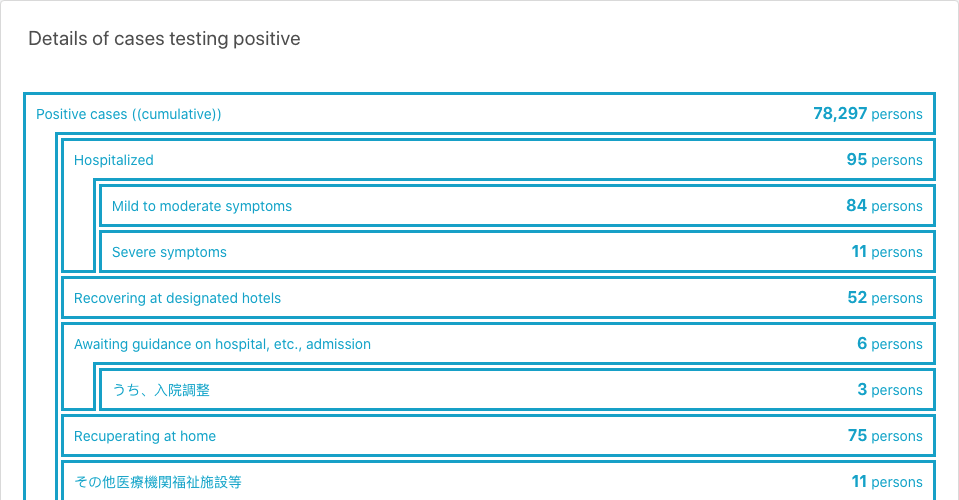 Details of cases testing positive
Positive cases ((cumulative)) 78,297 persons
Hospitalized 95 persons
Mild to moderate symptoms 84 persons
Severe symptoms 11 persons
Recovering at designated hotels 52 persons
Awaiting guidance on hospital, etc., admission 6 persons
うち、入院調整 3 persons
Recuperating at home 75 persons
その他医療機関福祉施設等 11 persons